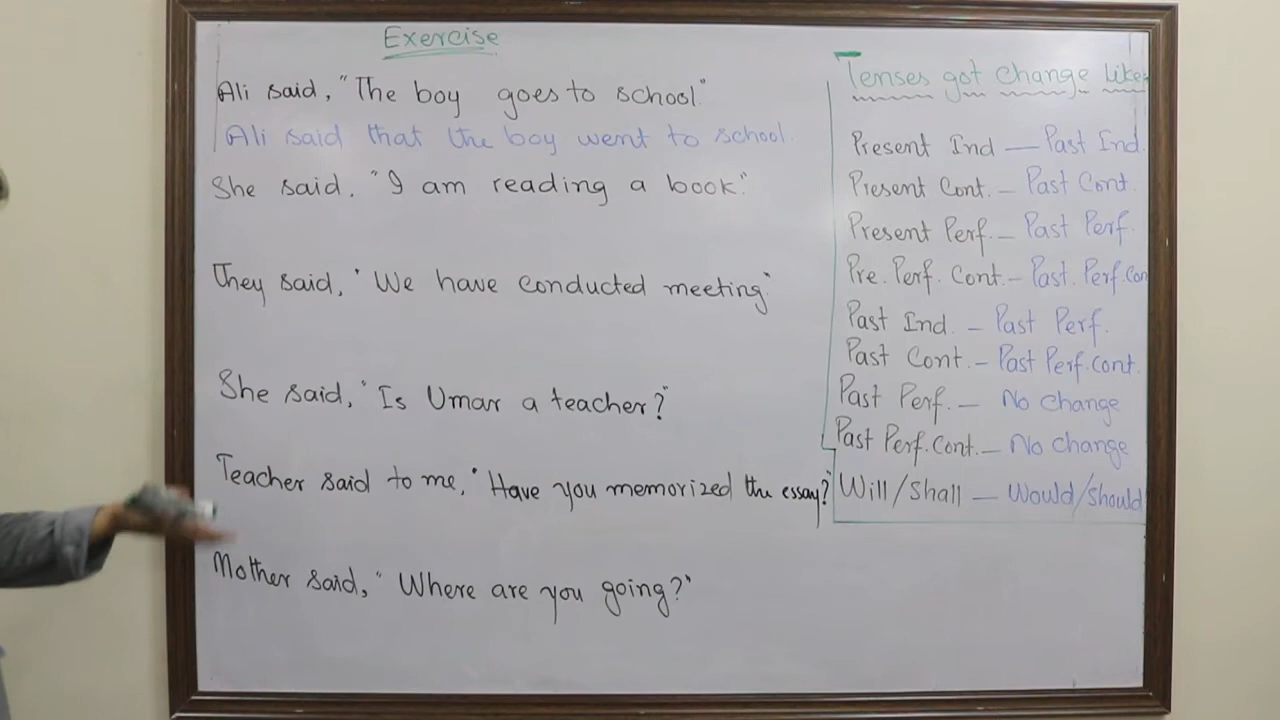 Exercise
Ali said, "The boy goes to school"
Ali said that the boy went to school.
She said, "I am reading a book."
They said, "We have conducted meeting"
She said, "Is Umar a teacher?"
Teacher said to me, "Have you memorized the essay?"
Mother said, "Where are you going?"
Tenses got change like
Present Ind — Past Ind.
Present Cont. – Past Cont.
Present Perf. – Past Perf.
Pre. Perf. Cont. – Past. Perf. Con
Past Ind. – Past Perf.
Past Cont. – Past Perf. Cont.
Past Perf. – No Change
Past Perf. Cont. – No Change
Will/Shall – Would/Should